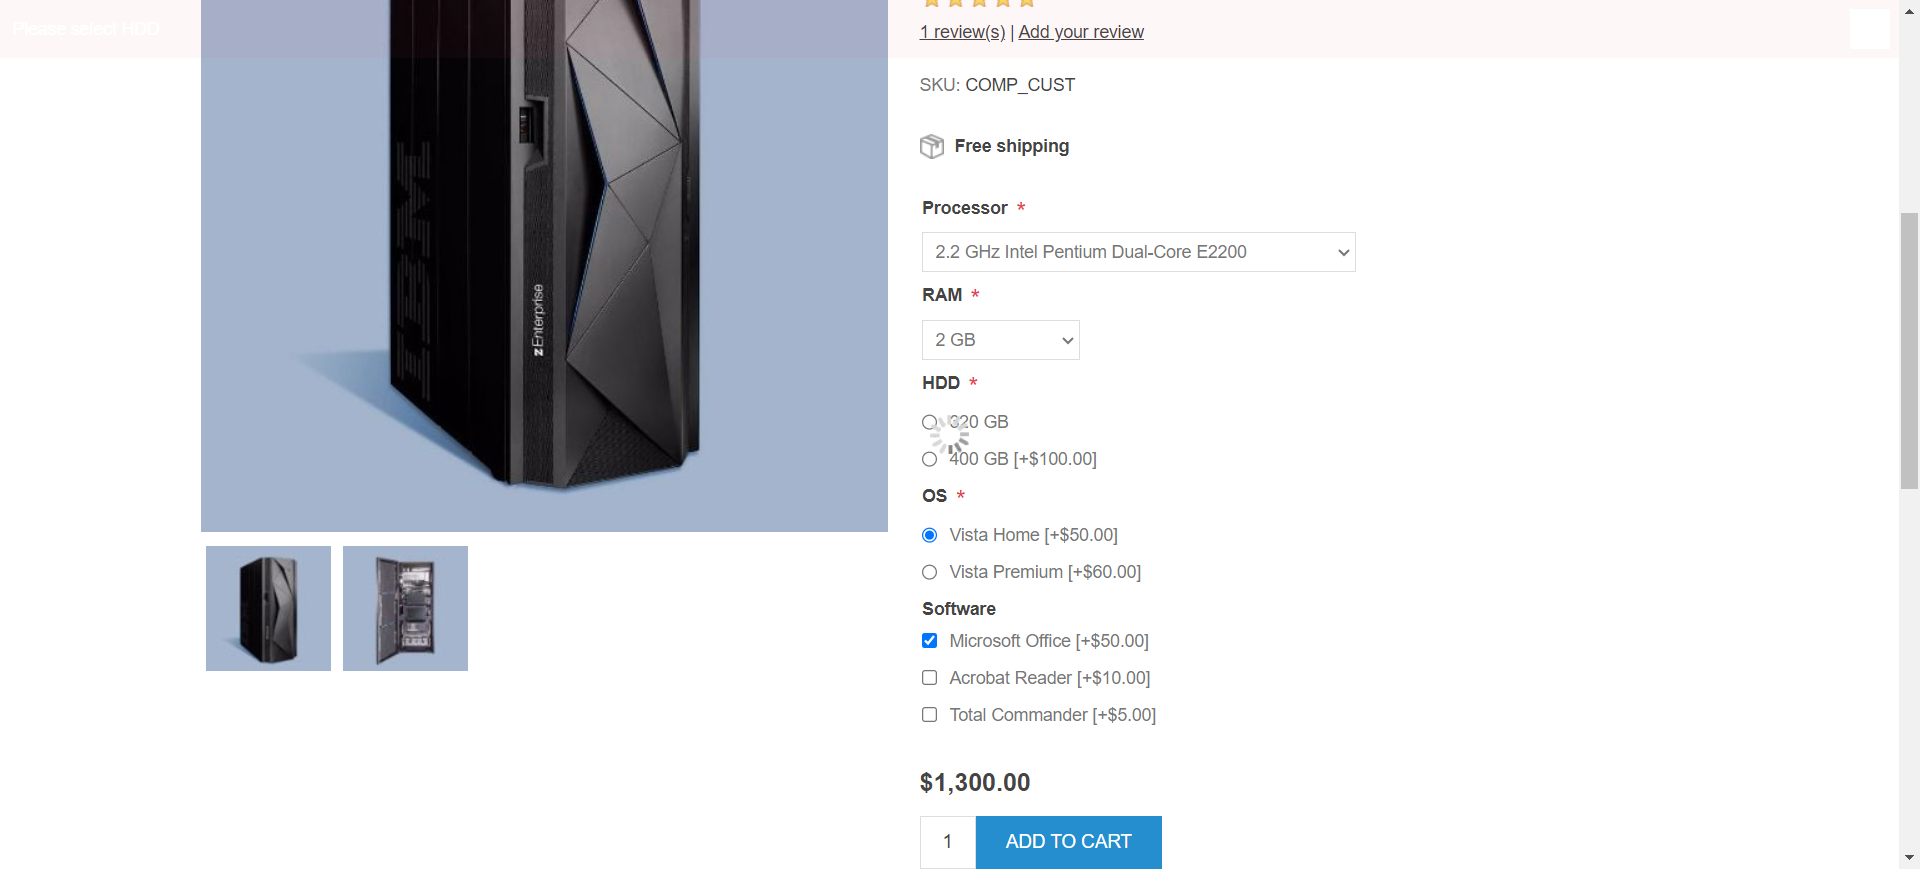 Please select HDD
1 review(s) | Add your review
SKU: COMP_CUST
Free shipping
Processor *
2.2 GHz Intel Pentium Dual-Core E2200
RAM *
2 GB
HDD *
320 GB
400 GB [+$100.00]
OS *
Vista Home [+$50.00]
Vista Premium [+$60.00]
Software
Microsoft Office [+$50.00]
Acrobat Reader [+$10.00]
Total Commander [+$5.00]
$1,300.00
1 ADD TO CART
IBM
zEnterprise